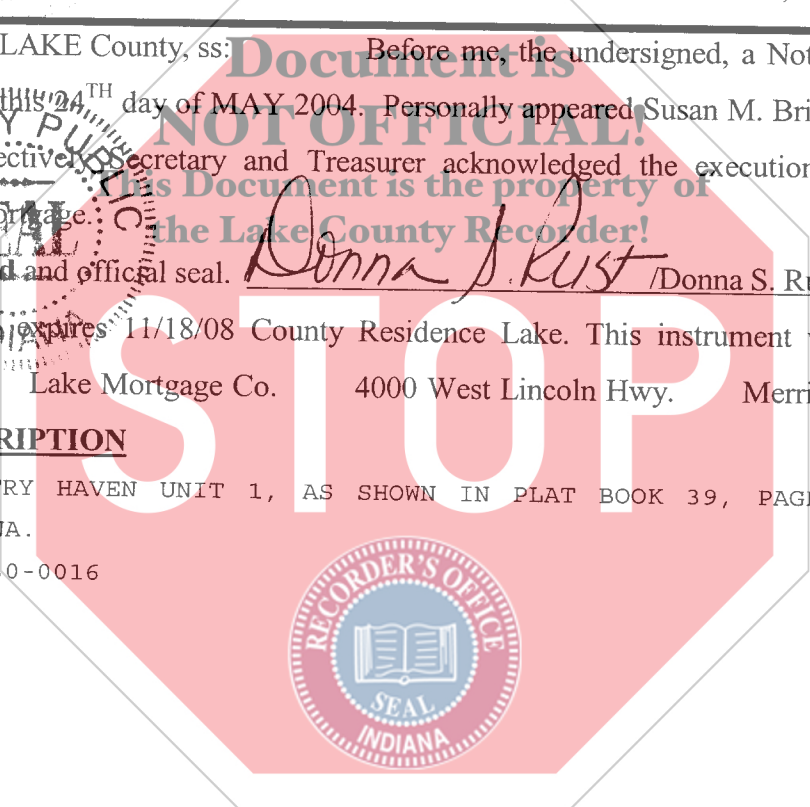 LAKE County, ss: Before me, the undersigned, a Not
this 24TH day of MAY 2004. Personally appeared Susan M. Bri
ectively Secretary and Treasurer acknowledged the execution
ortgage.
d and official seal. Donna S. Rust /Donna S. Ru
expires 11/18/08 County Residence Lake. This instrument
Lake Mortgage Co. 4000 West Lincoln Hwy. Merri
RIPTION
RY HAVEN UNIT 1, AS SHOWN IN PLAT BOOK 39, PAG
NA.
0-0016
Document is
NOT OFFICIAL!
This Document is the property of
the Lake County Recorder!
STOP
RECORDER'S OFFICE
SEAL
INDIANA
Y PUBLIC